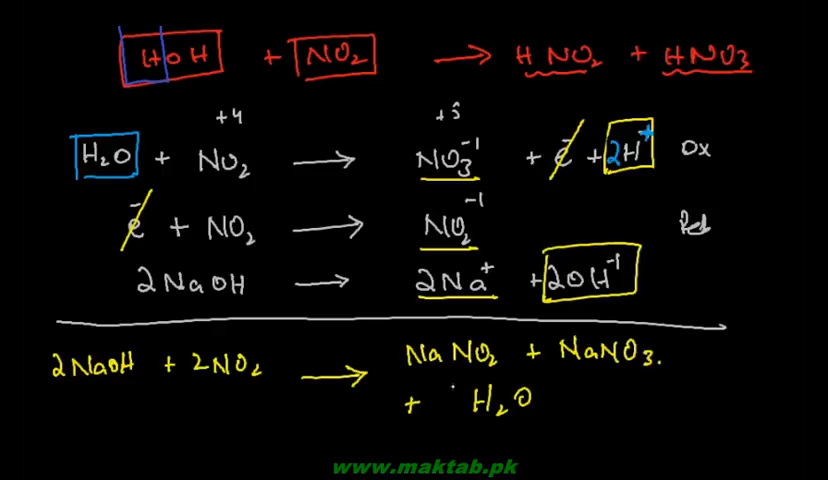 HOH + NO₂ → HNO₂ + HNO₃
+4 +5
H₂O + NO₂ → NO₃⁻¹ + e⁻ + 2H⁺ OX
e⁻ + NO₂ → NO₂⁻¹ Red
2NaOH → 2Na⁺ + 2OH⁻¹
2NaOH + 2NO₂ → NaNO₂ + NaNO₃.
+ H₂O
www.maktab.pk